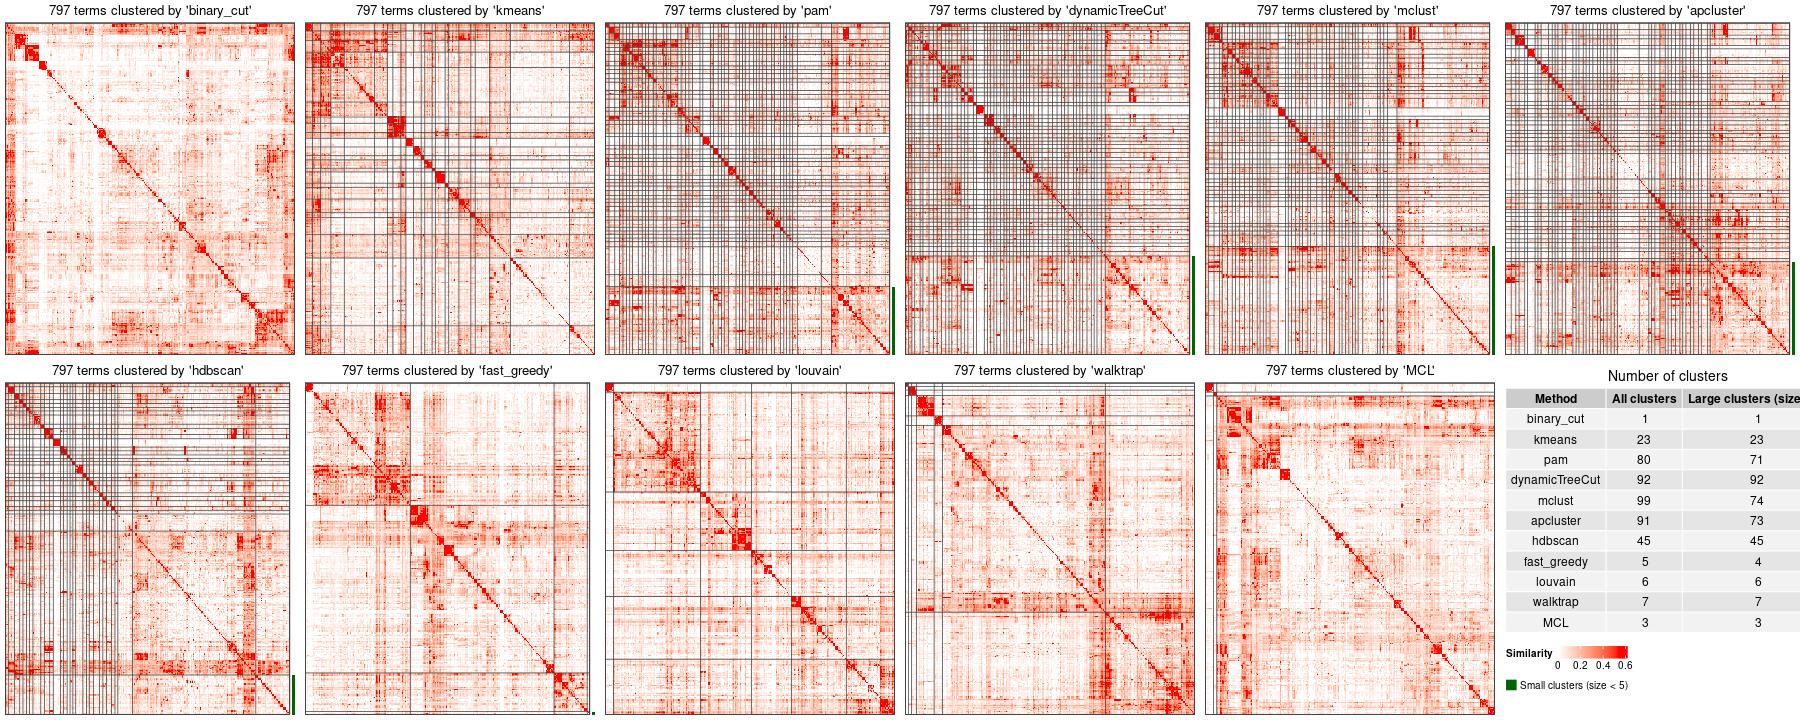 797 terms clustered by 'binary_cut'
797 terms clustered by 'kmeans'
797 terms clustered by 'pam'
797 terms clustered by 'dynamicTreeCut'
797 terms clustered by 'mclust'
797 terms clustered by 'apcluster'
797 terms clustered by 'hdbscan'
797 terms clustered by 'fast_greedy'
797 terms clustered by 'louvain'
797 terms clustered by 'walktrap'
797 terms clustered by 'MCL'
Number of clusters
Method All clusters Large clusters (size
binary_cut 1 1
kmeans 23 23
pam 80 71
dynamicTreeCut 92 92
mclust 99 74
apcluster 91 73
hdbscan 45 45
fast_greedy 5 4
louvain 6 6
walktrap 7 7
MCL 3 3
Similarity
0 0.2 0.4 0.6
Small clusters (size < 5)